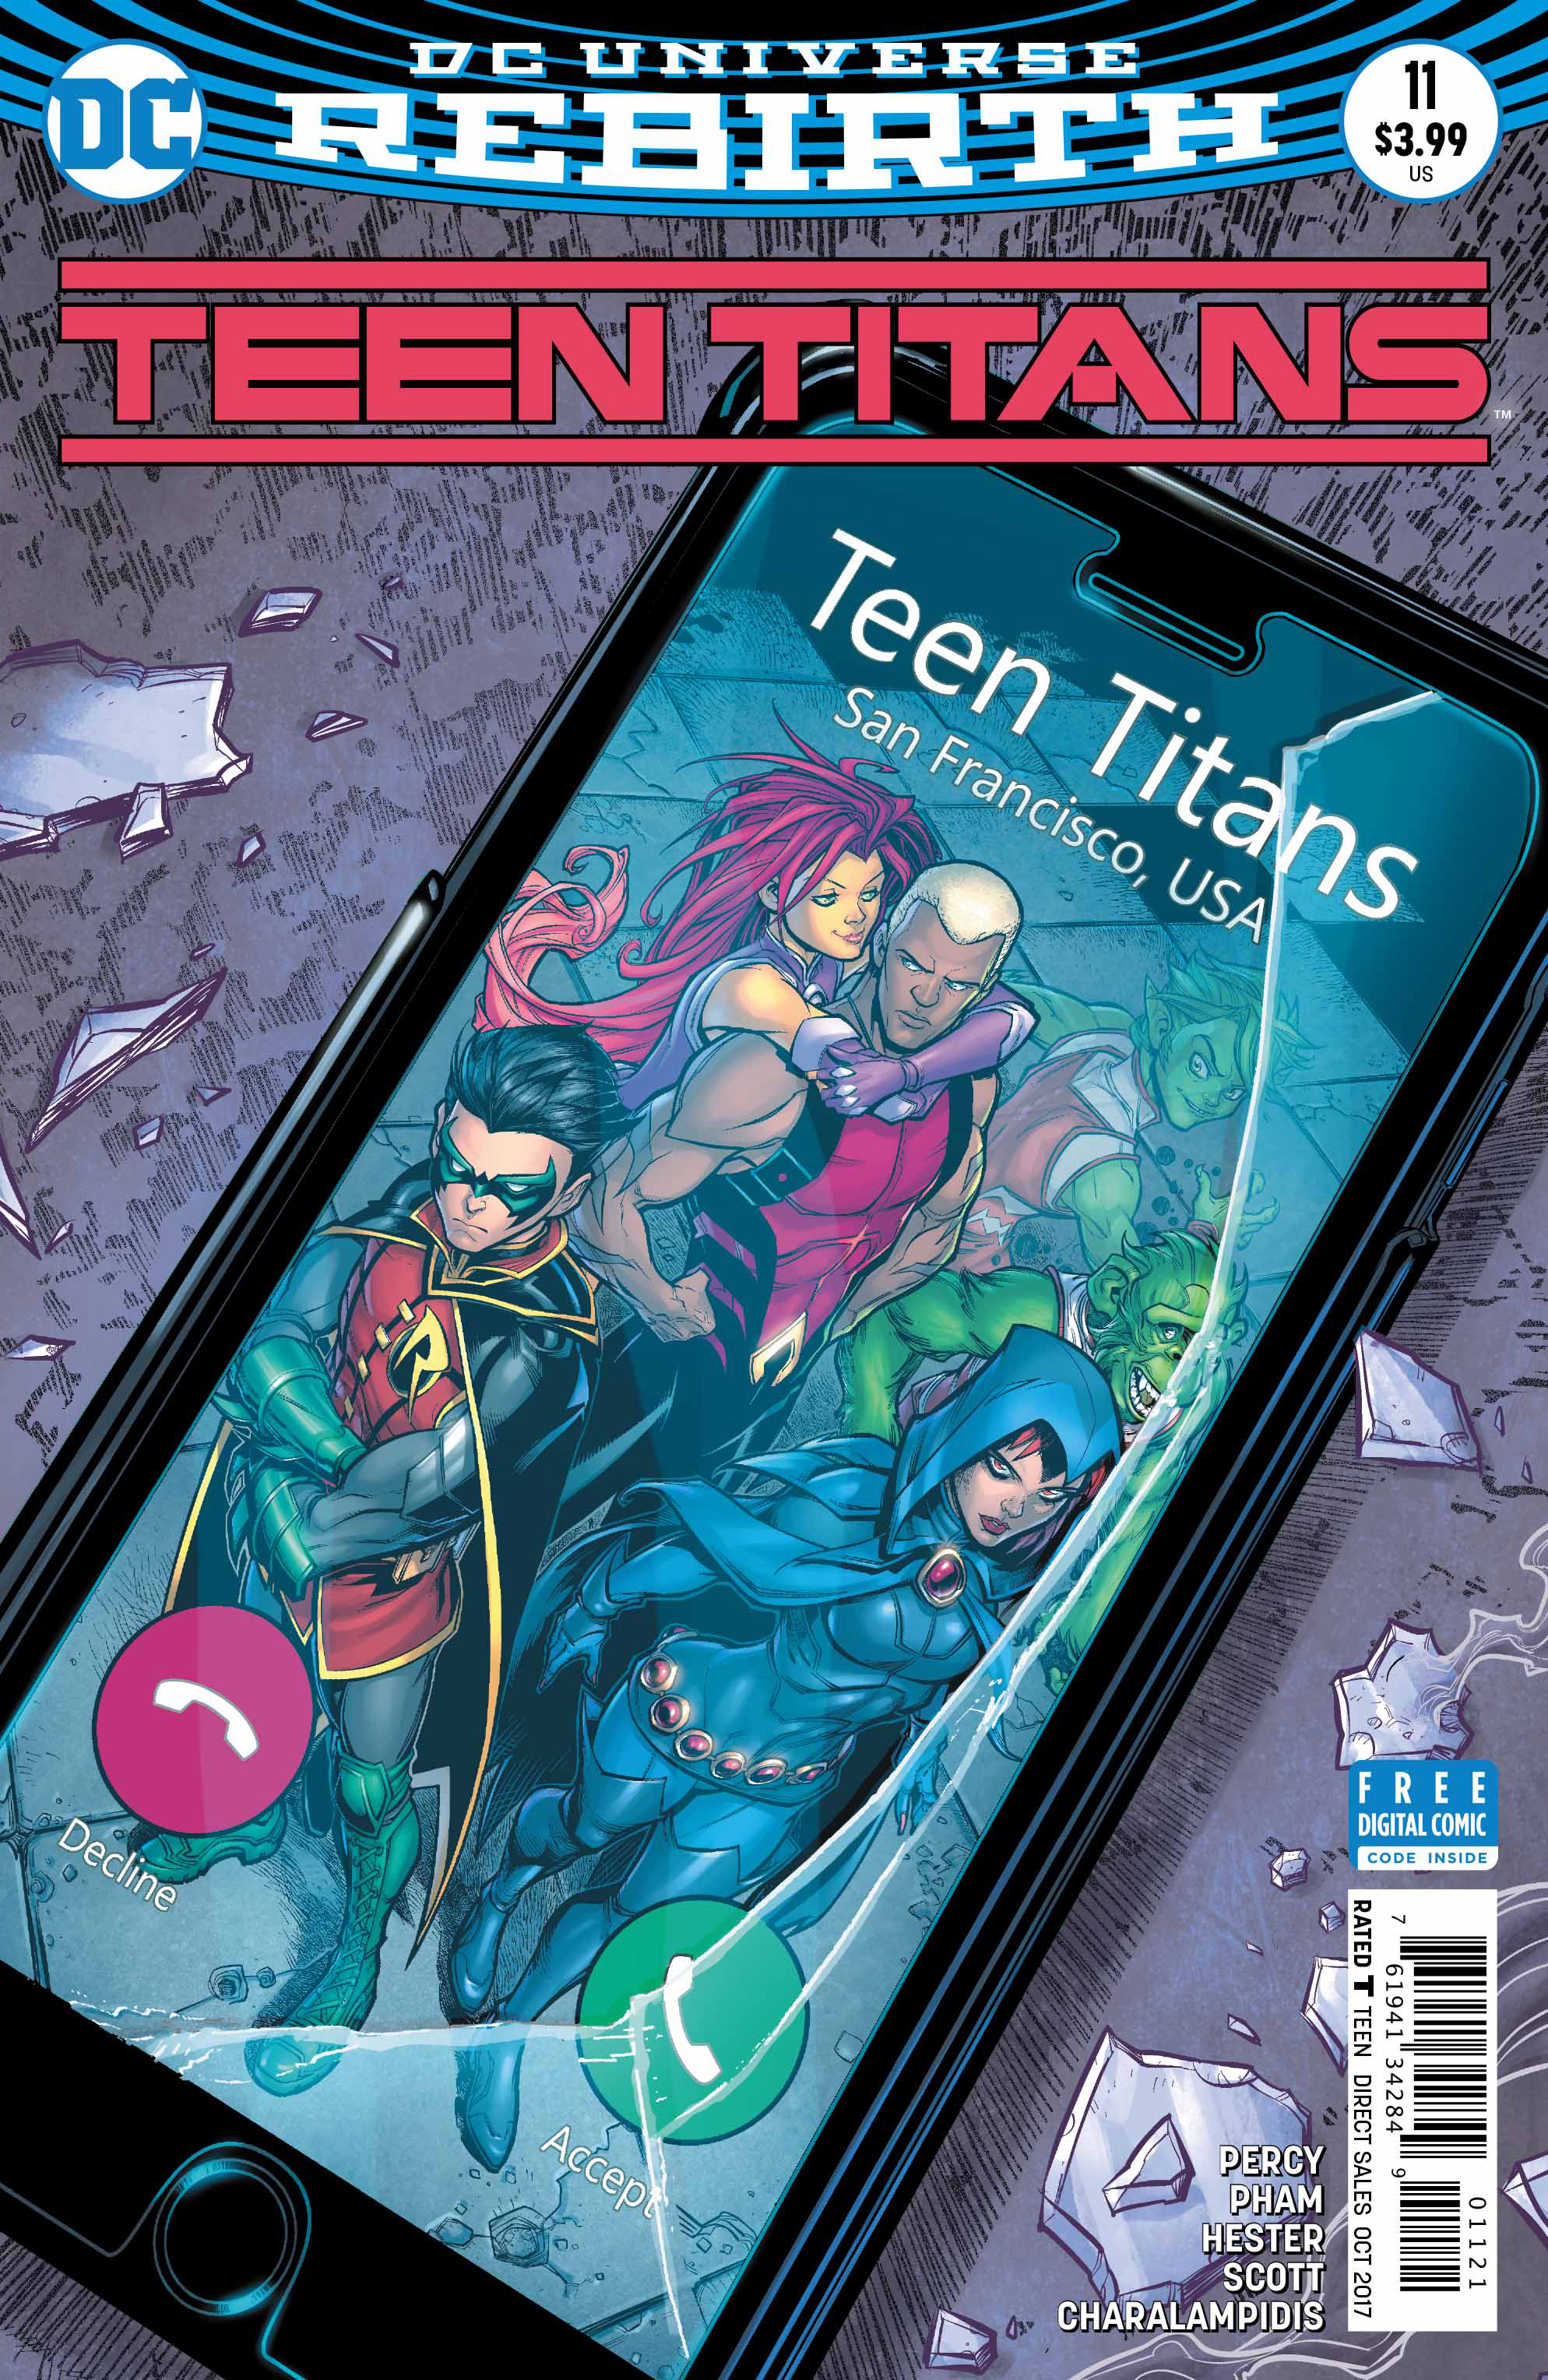 DC
DC UNIVERSE
REBIRTH
11
$3.99
US
TEEN TITANS
TM
Teen Titans
San Francisco, USA
R
Decline
Accept
FREE
DIGITAL COMIC
CODE INSIDE
RATED T TEEN DIRECT SALES OCT 2017
7 61941 34284 9
01121
PERCY
PHAM
HESTER
SCOTT
CHARALAMPIDIS